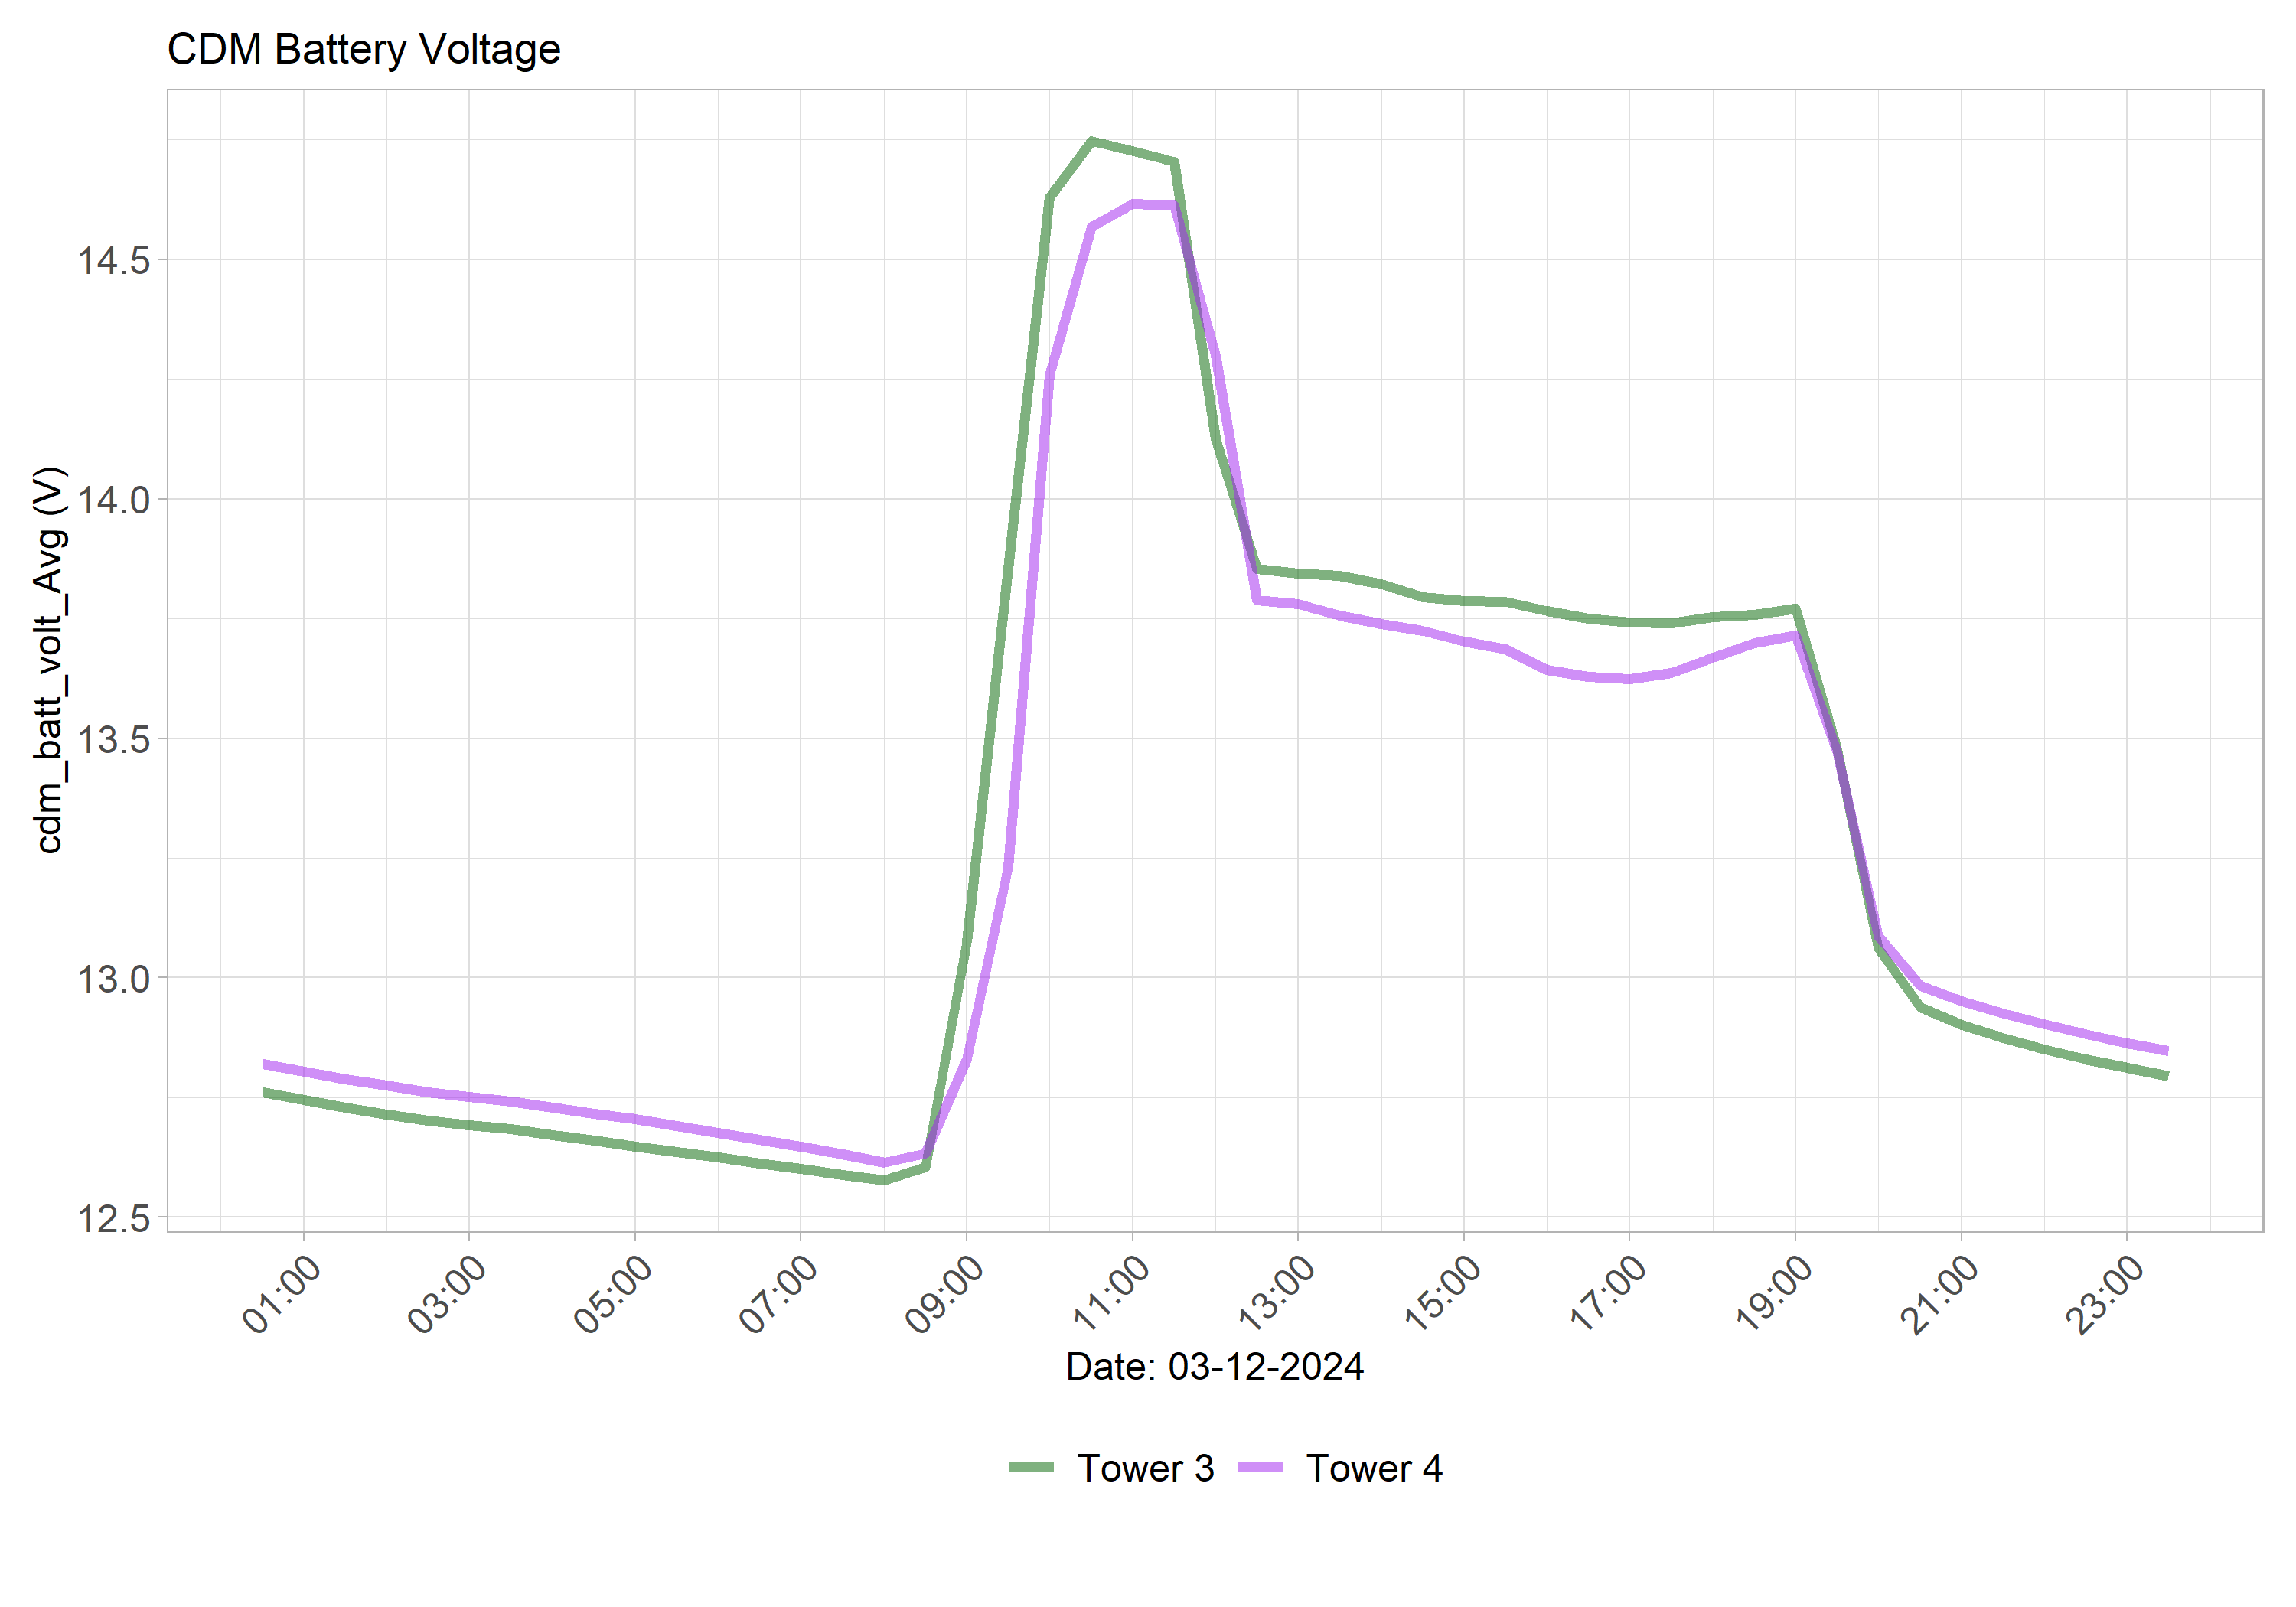 CDM Battery Voltage
cdm_batt_volt_Avg (V)
14.5
14.0
13.5
13.0
12.5
01:00 03:00 05:00 07:00 09:00 11:00 13:00 15:00 17:00 19:00 21:00 23:00
Date: 03-12-2024
Tower 3 Tower 4